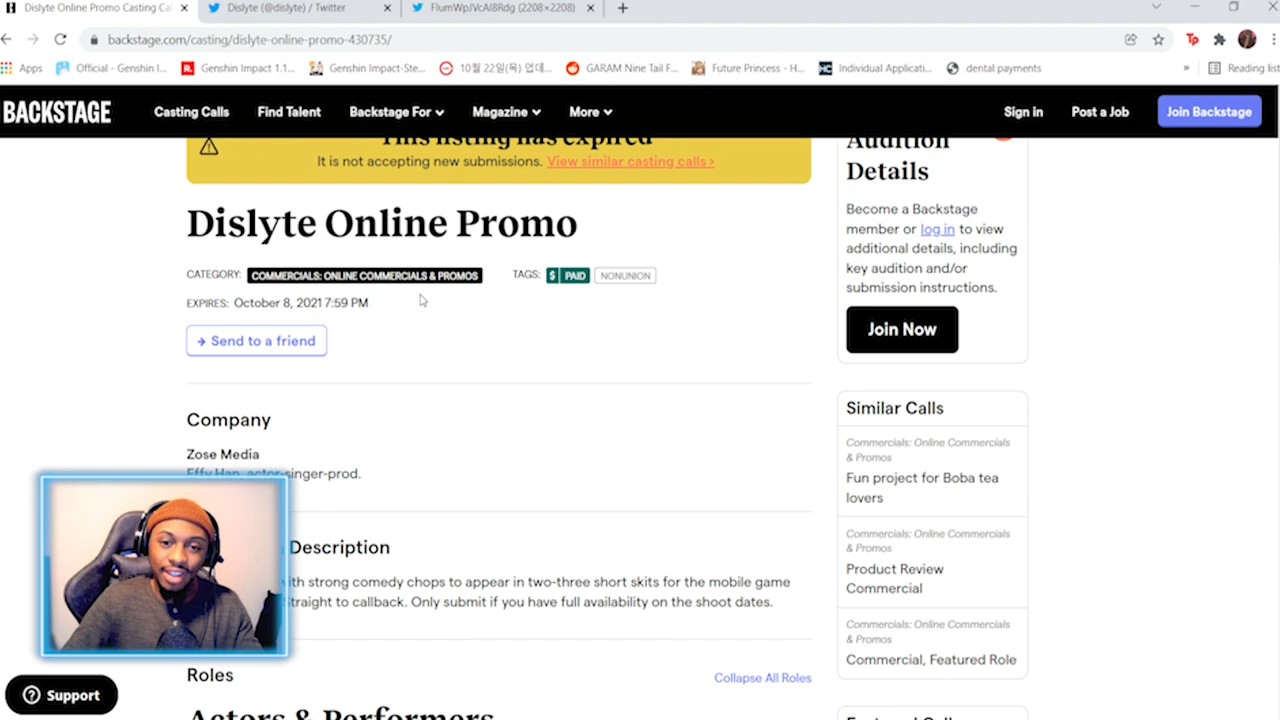 Dislyte Online Promo Casting Ca
Dislyte (@dislyte) / Twitter
(2208×2208)
backstage.com/casting/dislyte-online-promo-430735/
Apps
Official - Genshin I...
Genshin Impact 1.1...
Genshin Impact-Ste...
10월 22일(목) 업데...
GARAM Nine Tail F...
Future Princess - H...
Individual Applicati...
dental payments
»
Reading list
BACKSTAGE
Casting Calls
Find Talent
Backstage For
Magazine
More
Sign in
Post a Job
Join Backstage
This listing has expired
It is not accepting new submissions. View similar casting calls >
Dislyte Online Promo
CATEGORY: COMMERCIALS: ONLINE COMMERCIALS & PROMOS
TAGS: $ PAID NONUNION
EXPIRES: October 8, 2021 7:59 PM
Send to a friend
Company
Zose Media
Effy Han, actor-singer-prod.
Description
th strong comedy chops to appear in two-three short skits for the mobile game
Straight to callback. Only submit if you have full availability on the shoot dates.
Roles
Collapse All Roles
Actors & Performers
Support
Audition
Details
Become a Backstage
member or log in to view
additional details, including
key audition and/or
submission instructions.
Join Now
Similar Calls
Commercials: Online Commercials
& Promos
Fun project for Boba tea
lovers
Commercials: Online Commercials
& Promos
Product Review
Commercial
Commercials: Online Commercials
& Promos
Commercial, Featured Role